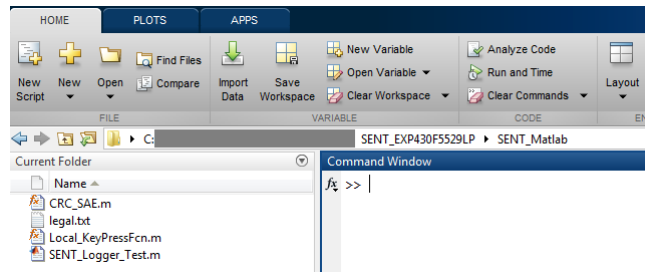 HOME PLOTS APPS
New Script New Open Find Files Compare Import Data Save Workspace New Variable Open Variable Clear Workspace Analyze Code Run and Time Clear Commands Layout
FILE VARIABLE CODE
C: SENT_EXP430F5529LP SENT_Matlab
Current Folder
Name
CRC_SAE.m
legal.txt
Local_KeyPressFcn.m
SENT_Logger_Test.m
Command Window
fx >>